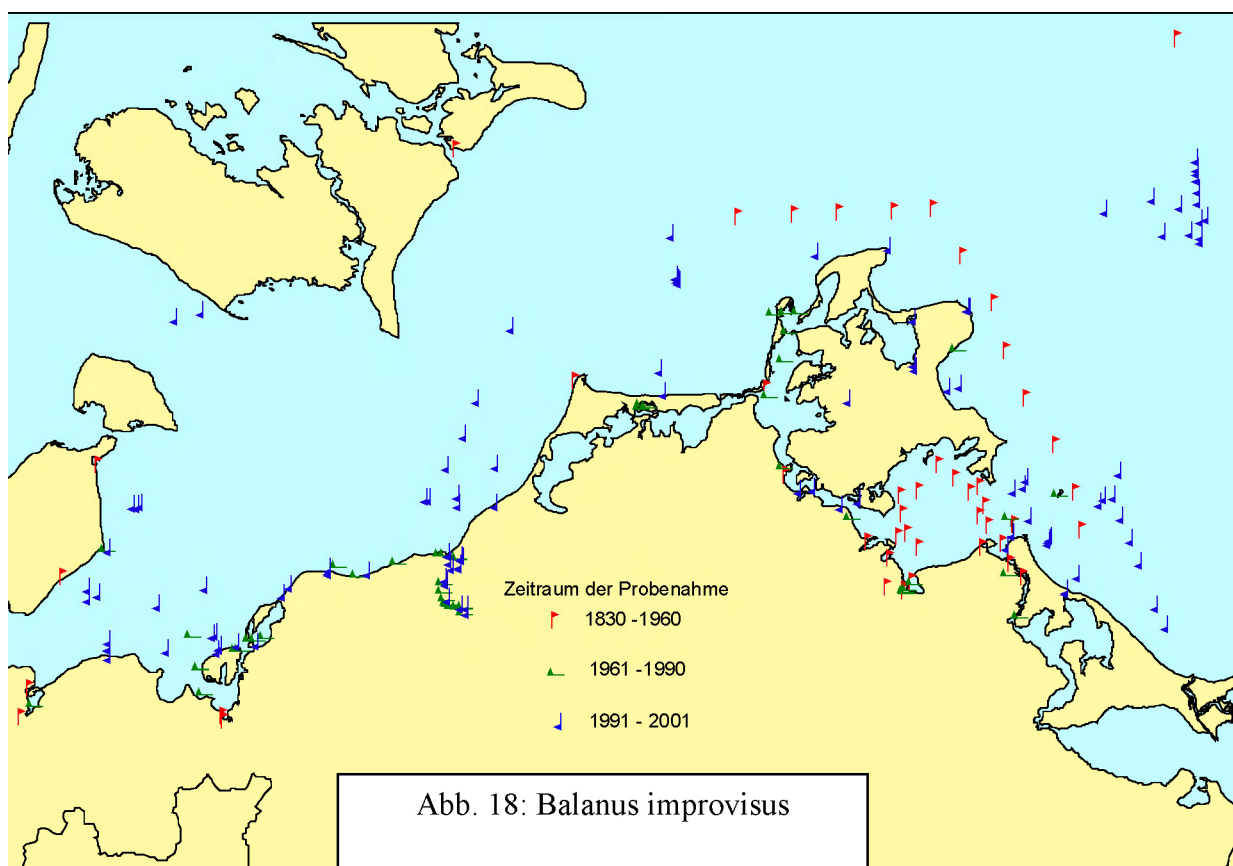 Zeitraum der Probenahme
1830 -1960
1961 -1990
1991 - 2001
Abb. 18: Balanus improvisus